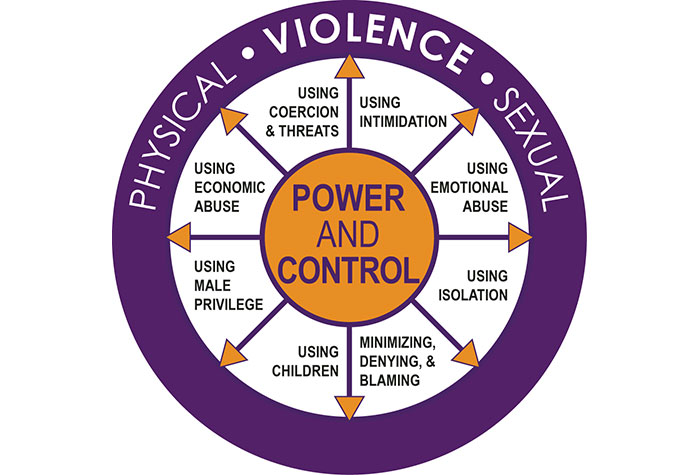 PHYSICAL • VIOLENCE • SEXUAL
USING
COERCION
& THREATS
USING
INTIMIDATION
USING
EMOTIONAL
ABUSE
USING
ISOLATION
MINIMIZING,
DENYING, &
BLAMING
USING
CHILDREN
USING
MALE
PRIVILEGE
USING
ECONOMIC
ABUSE
POWER
AND
CONTROL